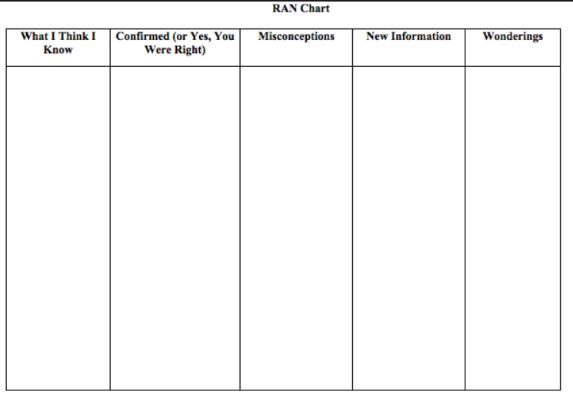 RAN Chart
What I Think I
Know
Confirmed (or Yes, You
Were Right)
Misconceptions
New Information
Wonderings